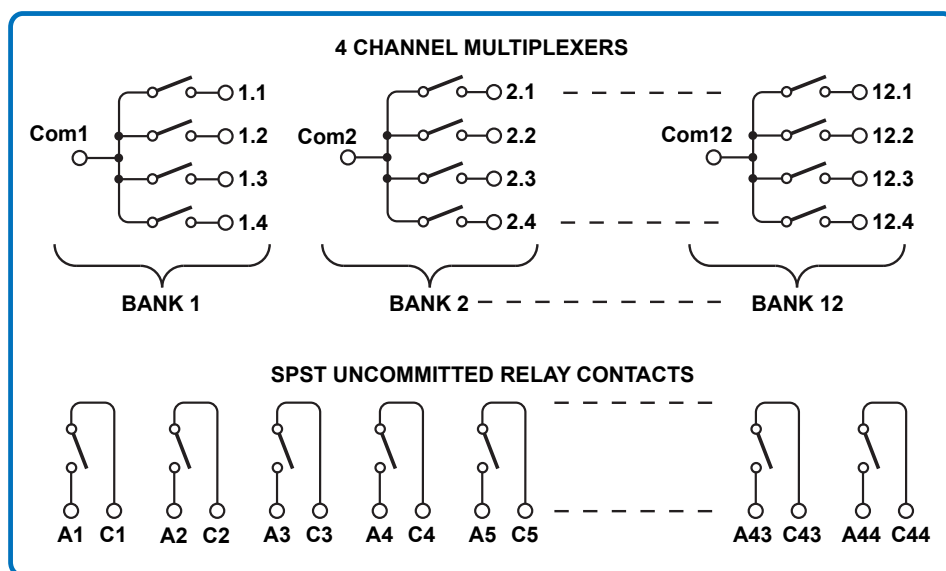 4 CHANNEL MULTIPLEXERS
1.1 2.1 12.1
Com1 1.2 Com2 2.2 Com12 12.2
1.3 2.3 12.3
1.4 2.4 12.4
BANK 1 BANK 2 BANK 12
SPST UNCOMMITTED RELAY CONTACTS
A1 C1 A2 C2 A3 C3 A4 C4 A5 C5 A43 C43 A44 C44